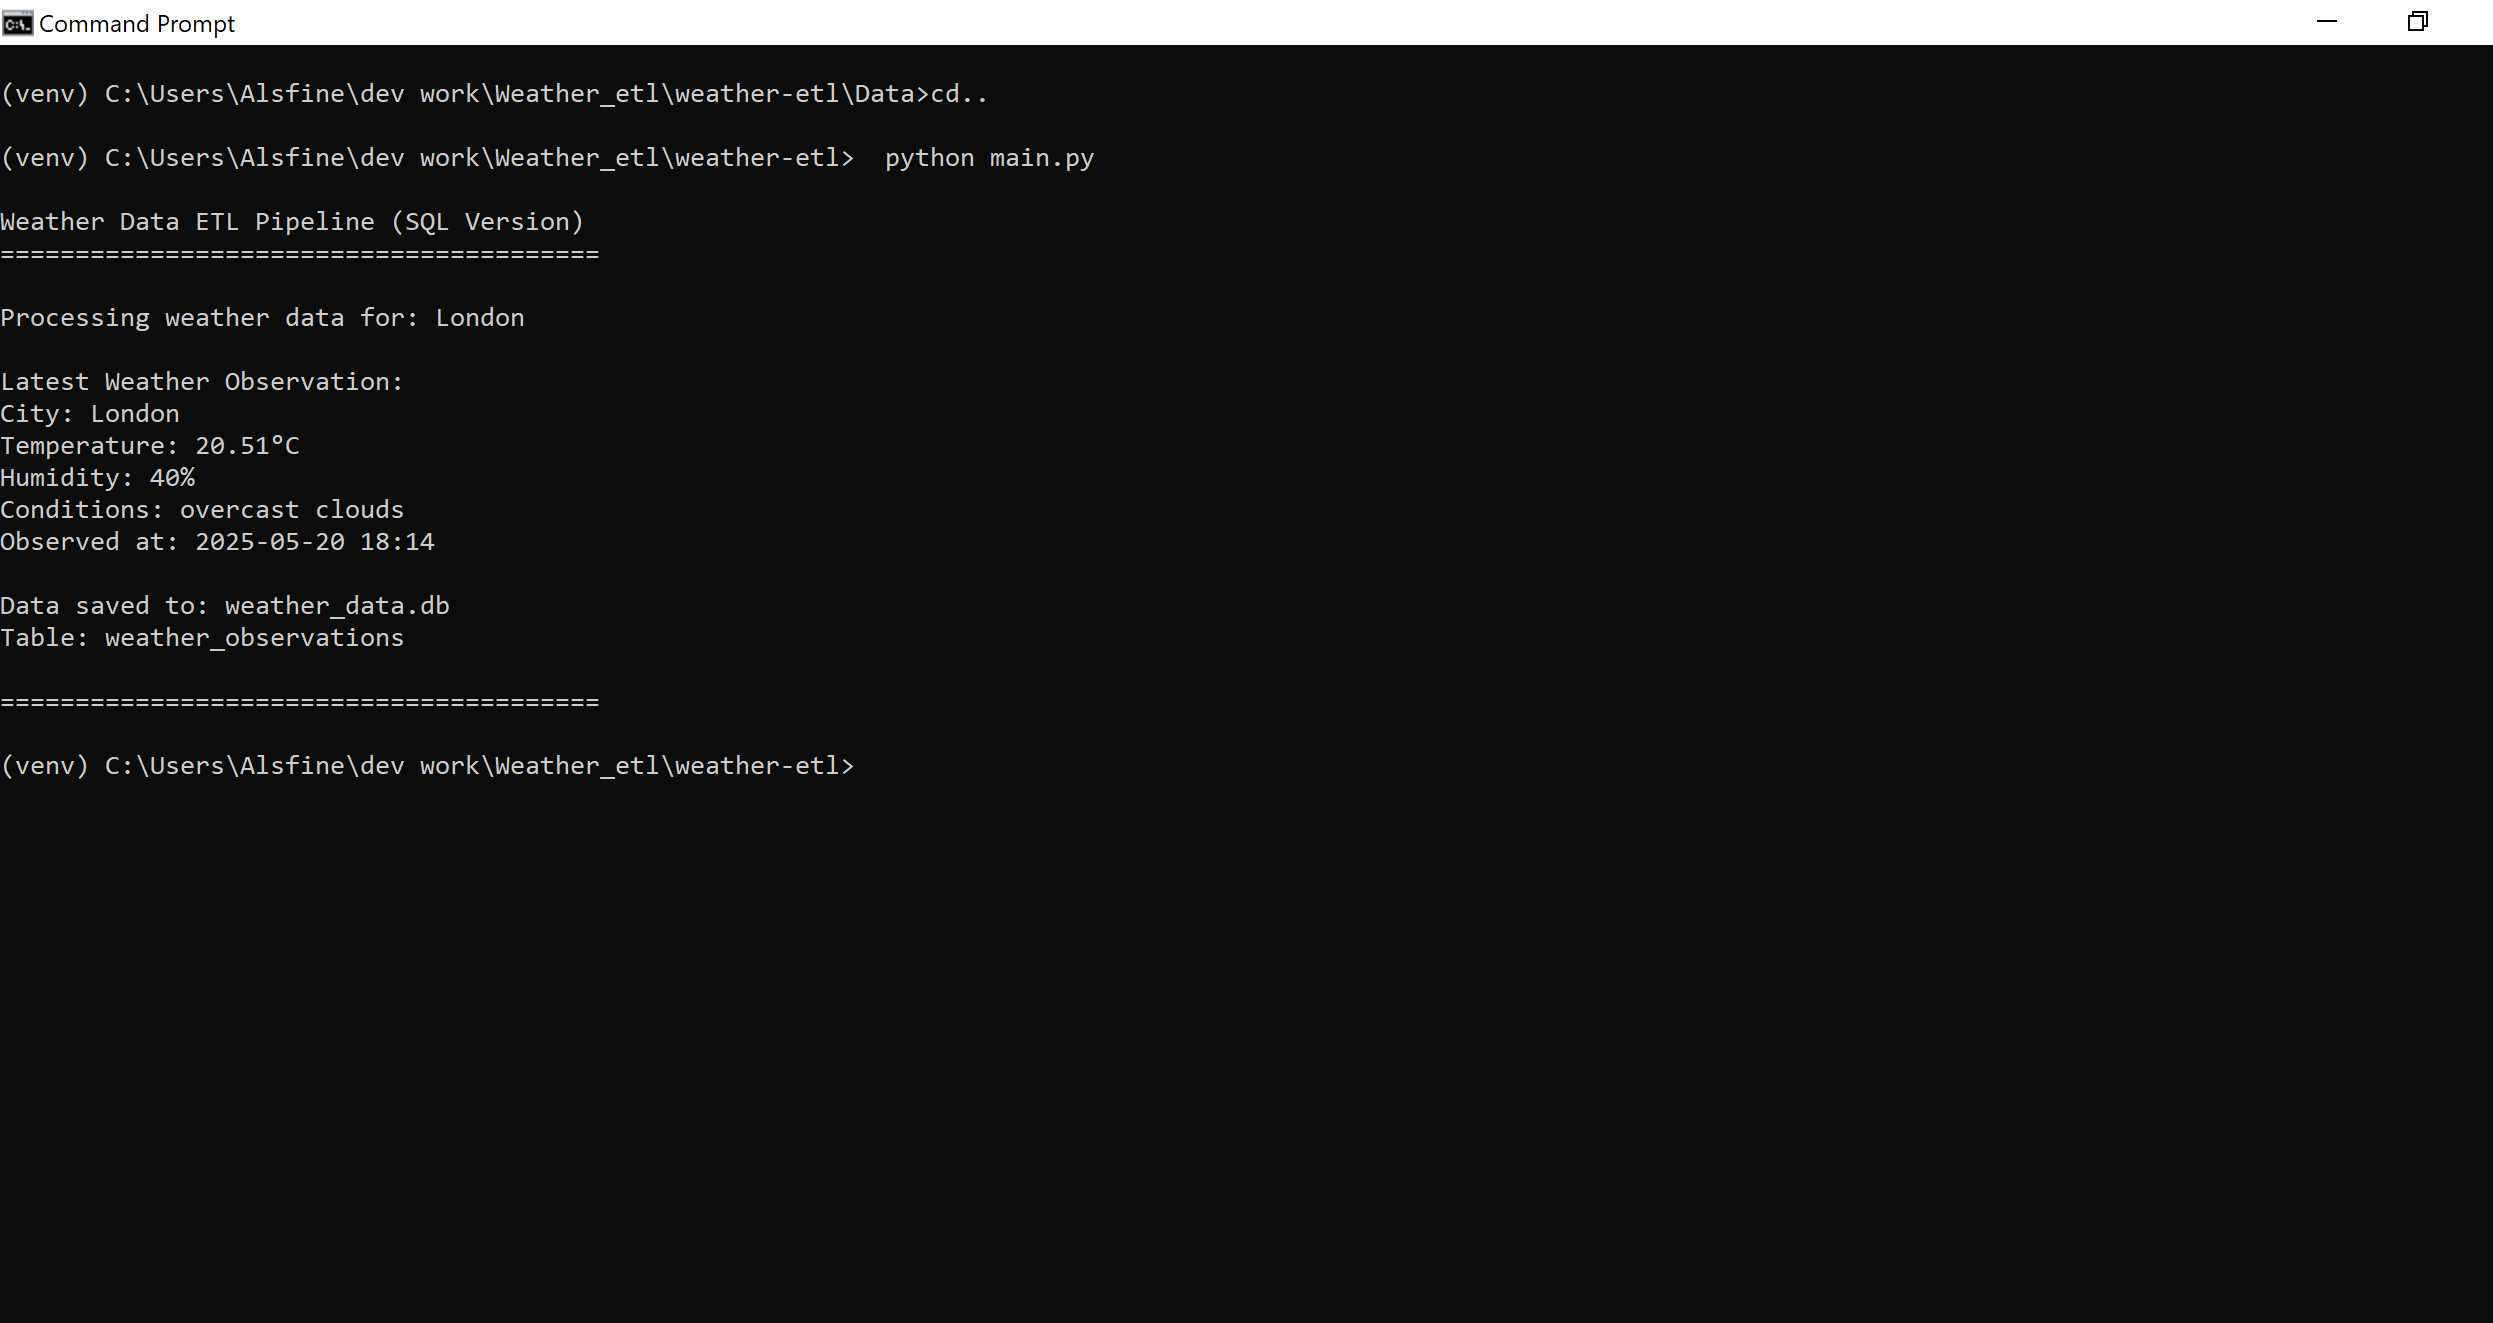 Command Prompt
(venv) C:\Users\Alsfine\dev work\Weather_etl\weather-etl\Data>cd..
(venv) C:\Users\Alsfine\dev work\Weather_etl\weather-etl>  python main.py
Weather Data ETL Pipeline (SQL Version)
========================================
Processing weather data for: London
Latest Weather Observation:
City: London
Temperature: 20.51°C
Humidity: 40%
Conditions: overcast clouds
Observed at: 2025-05-20 18:14
Data saved to: weather_data.db
Table: weather_observations
========================================
(venv) C:\Users\Alsfine\dev work\Weather_etl\weather-etl>